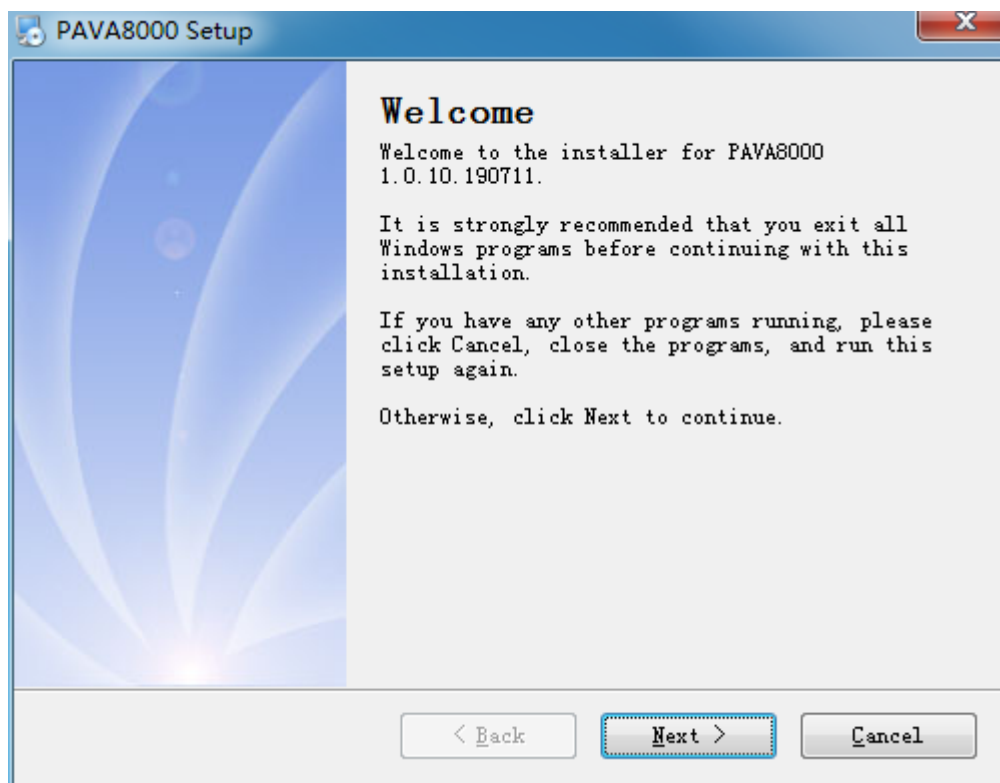 PAVA8000 Setup
Welcome
Welcome to the installer for PAVA8000
1.0.10.190711.
It is strongly recommended that you exit all
Windows programs before continuing with this
installation.
If you have any other programs running, please
click Cancel, close the programs, and run this
setup again.
Otherwise, click Next to continue.
< Back
Next >
Cancel